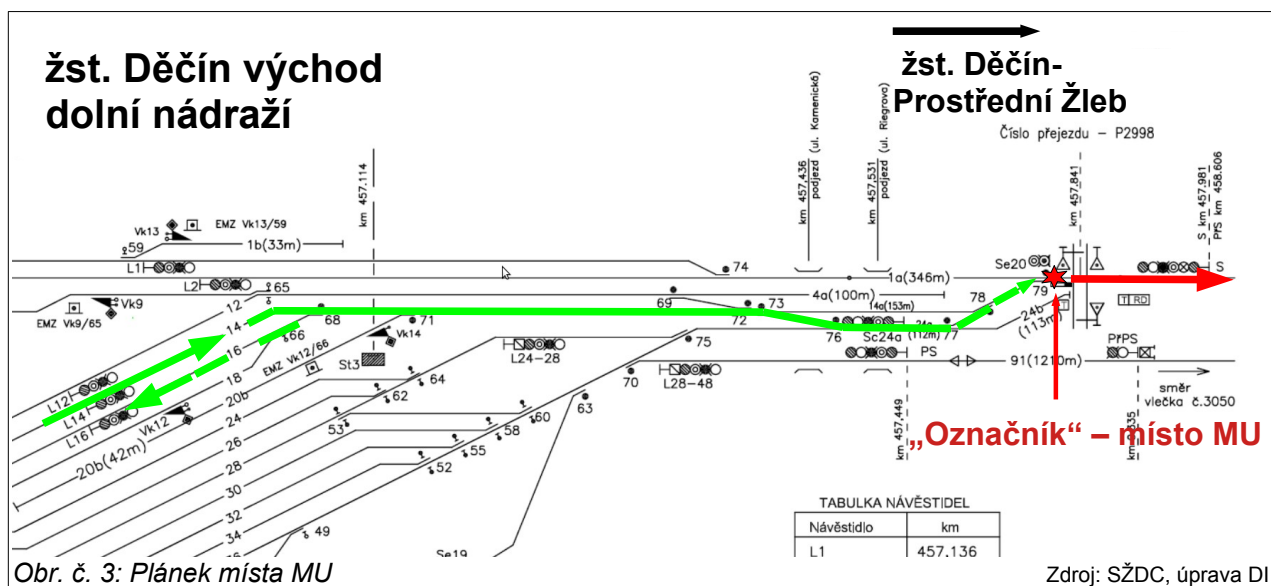 žst. Děčín východ
dolní nádraží
žst. Děčín-
Prostřední Žleb
Číslo přejezdu – P2998
km 457.114
km 457,436
podjezd (ul. Kamenická)
km 457,531
podjezd (ul. Riegrova)
km 457,841
S km 457.981
PřS km 458.606
Vk13
EMZ Vk13/59
59
1b(33m)
L1
L2
74
1a(346m)
Se20
S
Vk9
EMZ Vk9/65
65
12
14
16
18
20b
24
26
28
30
32
34
66
68
EMZ Vk12/66
71
Vk14
St3
69
4a(100m)
73
72
14a(153m)
76
Sc24a
(112m)
77
78
79
24b
(113m)
T
T RD
75
PS
PřPS
91(1210m)
směr
vlečka č.3050
L12
L14
L16
Vk12
20b(42m)
L24-28
L28-48
70
64
62
53
63
60
58
55
52
49
Se19
km 457,449
„Označník“ – místo MU
TABULKA NÁVĚSTIDEL
Návěstidlo km
L1 457.136
Obr. č. 3: Plánek místa MU
Zdroj: SŽDC, úprava DI